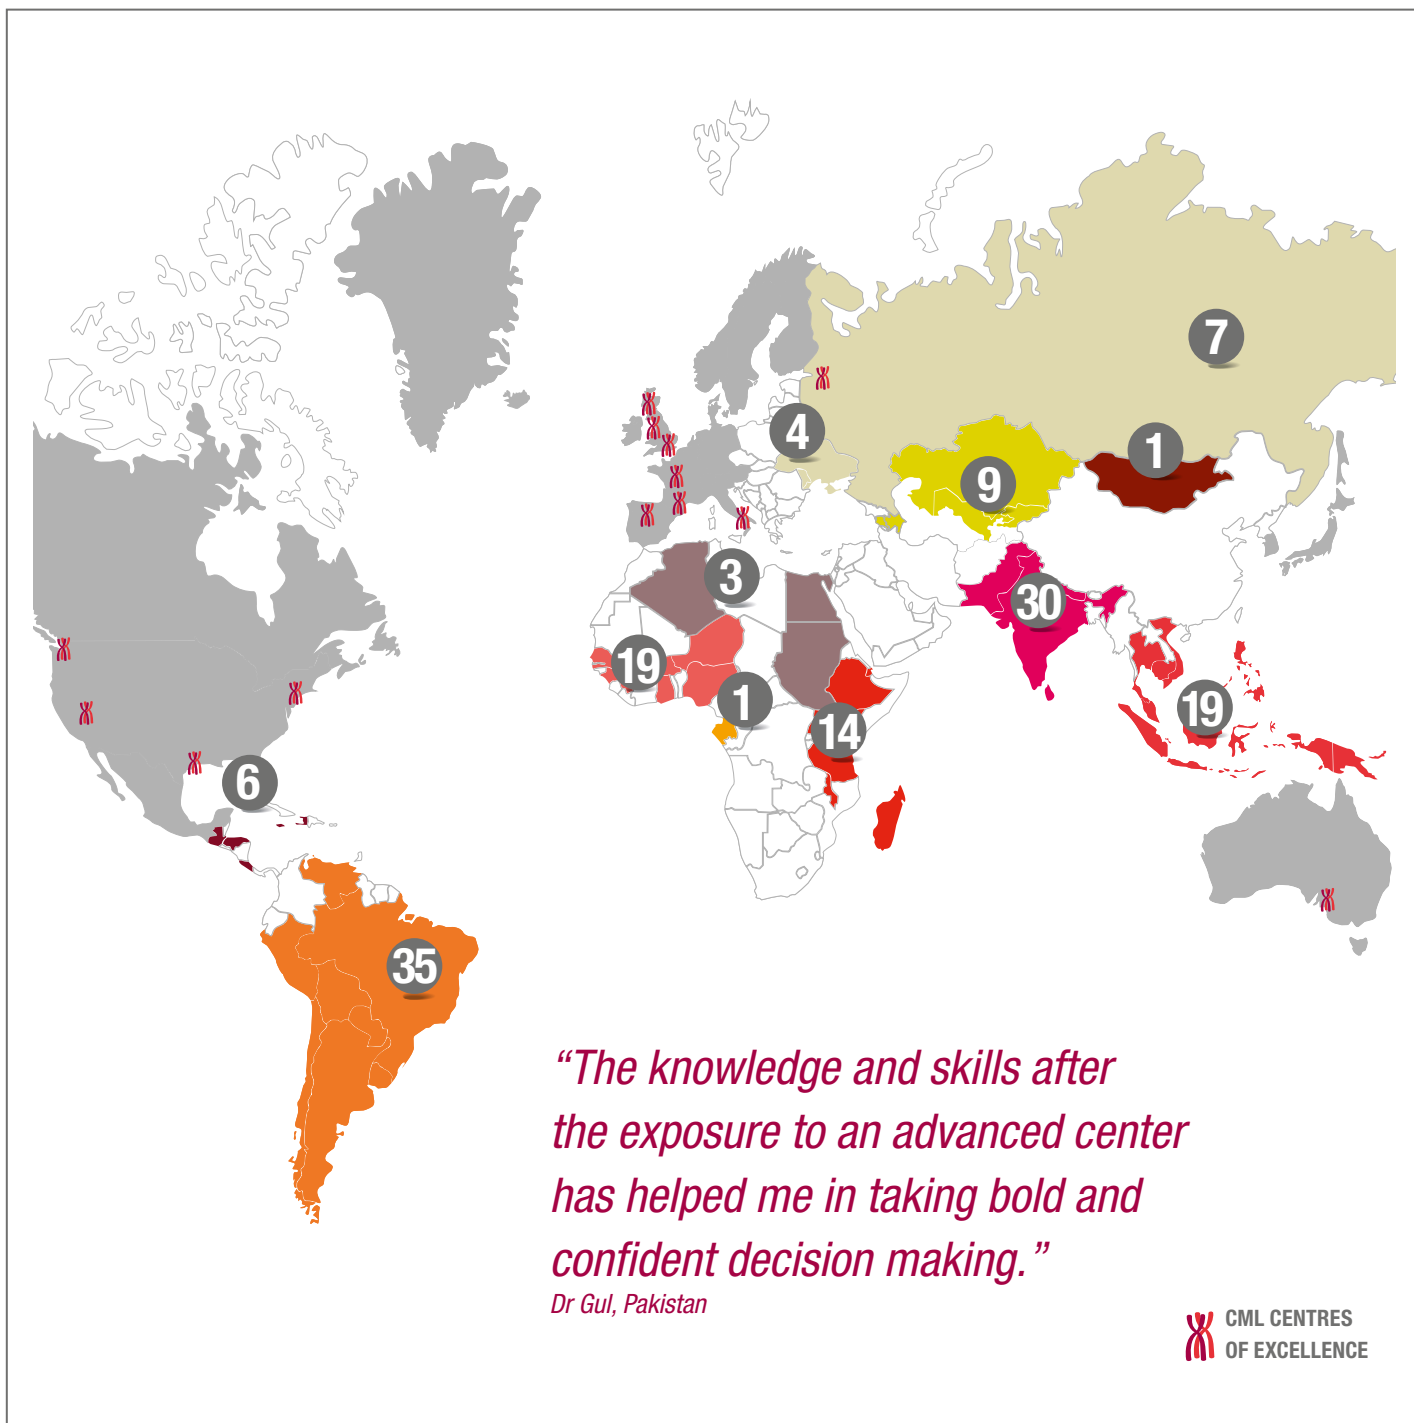 7
4
1
9
3
30
19
1
14
19
6
35
“The knowledge and skills after
the exposure to an advanced center
has helped me in taking bold and
confident decision making.”
Dr Gul, Pakistan
CML CENTRES
OF EXCELLENCE